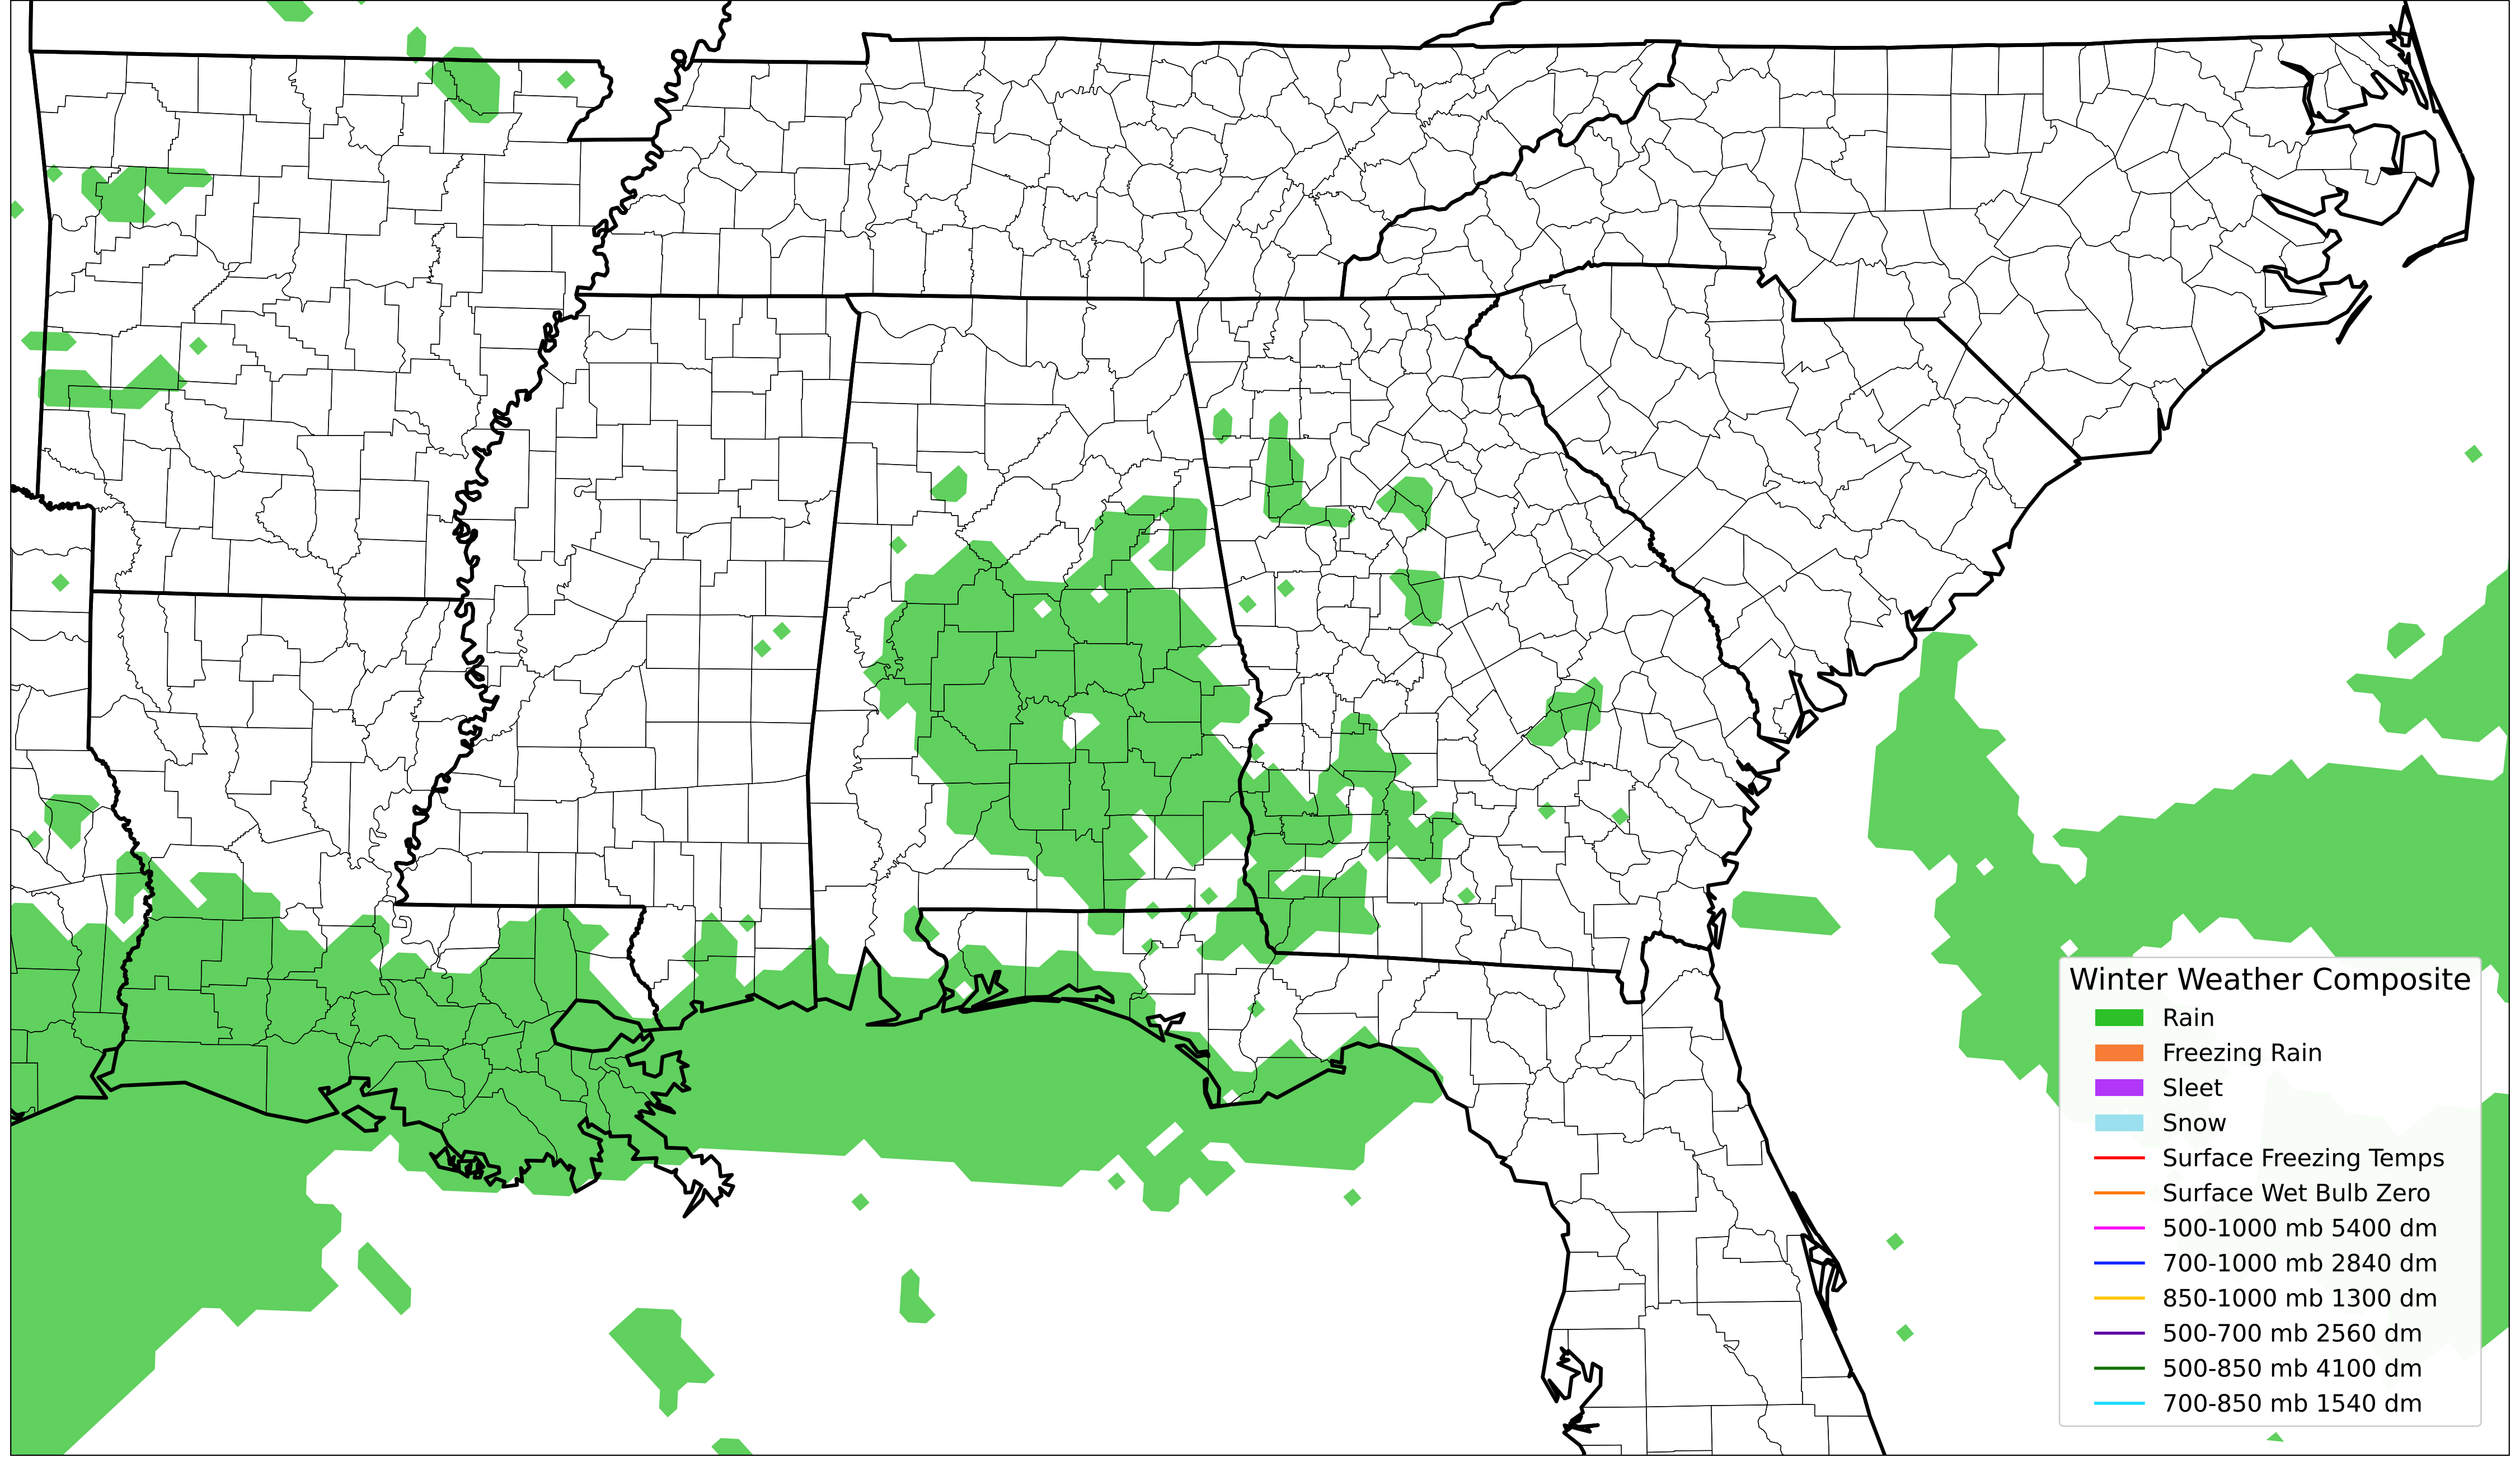 Winter Weather Composite
Rain
Freezing Rain
Sleet
Snow
Surface Freezing Temps
Surface Wet Bulb Zero
500-1000 mb 5400 dm
700-1000 mb 2840 dm
850-1000 mb 1300 dm
500-700 mb 2560 dm
500-850 mb 4100 dm
700-850 mb 1540 dm